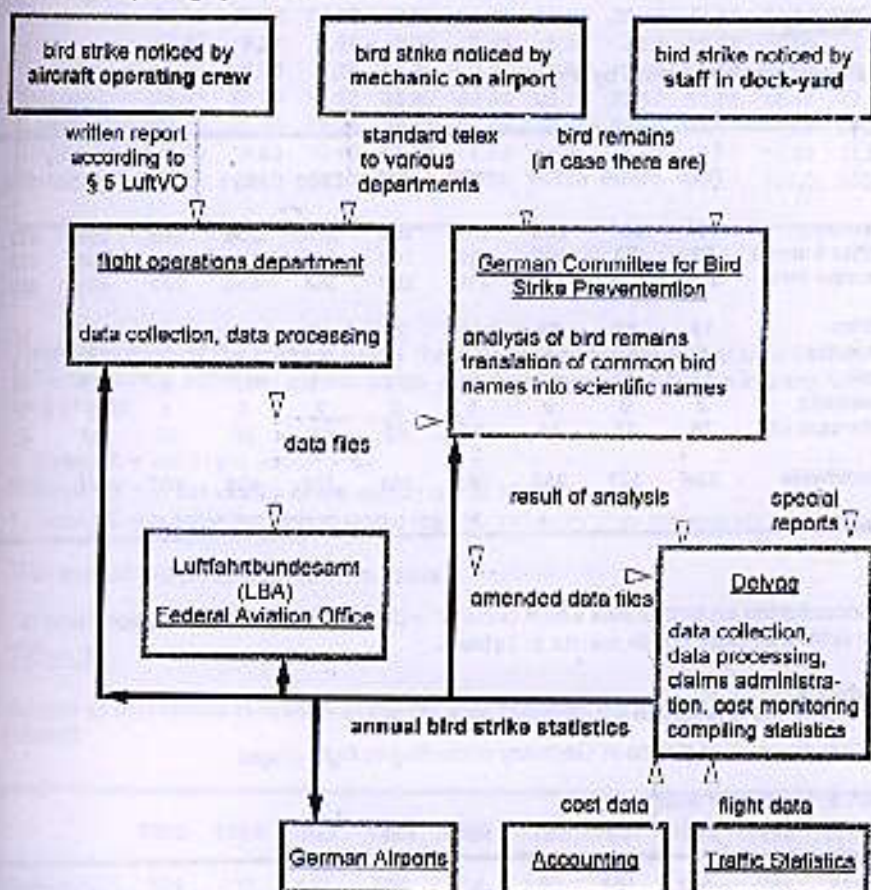 bird strike noticed by
aircraft operating crew
bird strike noticed by
mechanic on airport
bird strike noticed by
staff in dock-yard
written report
according to
§ 6 LuftVO
standard telex
to various
departments
bird remains
(in case there are)
flight operations department
data collection, data processing
German Committee for Bird
Strike Preventention
analysis of bird remains
translation of common bird
names into scientific names
data files
result of analysis
special
reports
Luftfahrtbundesamt
(LBA)
Federal Aviation Office
amended data files
Delvag
data collection,
data processing,
claims administra-
tion, cost monitoring
compiling statistics
annual bird strike statistics
cost data
flight data
German Airports
Accounting
Traffic Statistics